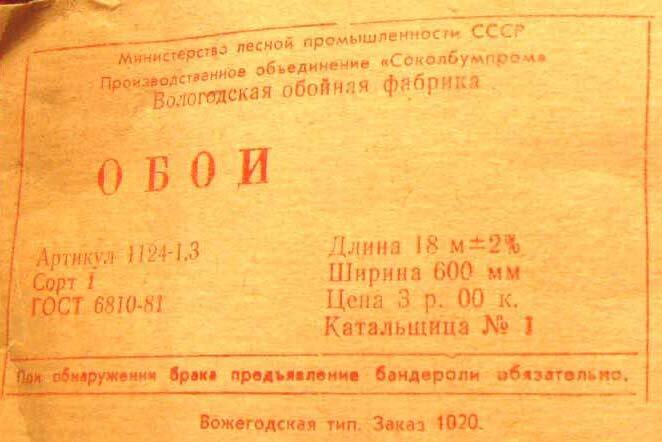 Министерство лесной промышленности СССР
Производственное объединение «Соколбумпром»
Вологодская обойная фабрика
ОБОИ
Артикул 1124-1,3
Сорт 1
ГОСТ 6810-81
Длина 18 м±2%
Ширина 600 мм
Цена 3 р. 00 к.
Катальщица № 1
При обнаружении брака предъявление бандероли обязательно.
Вожегодская тип. Заказ 1020.